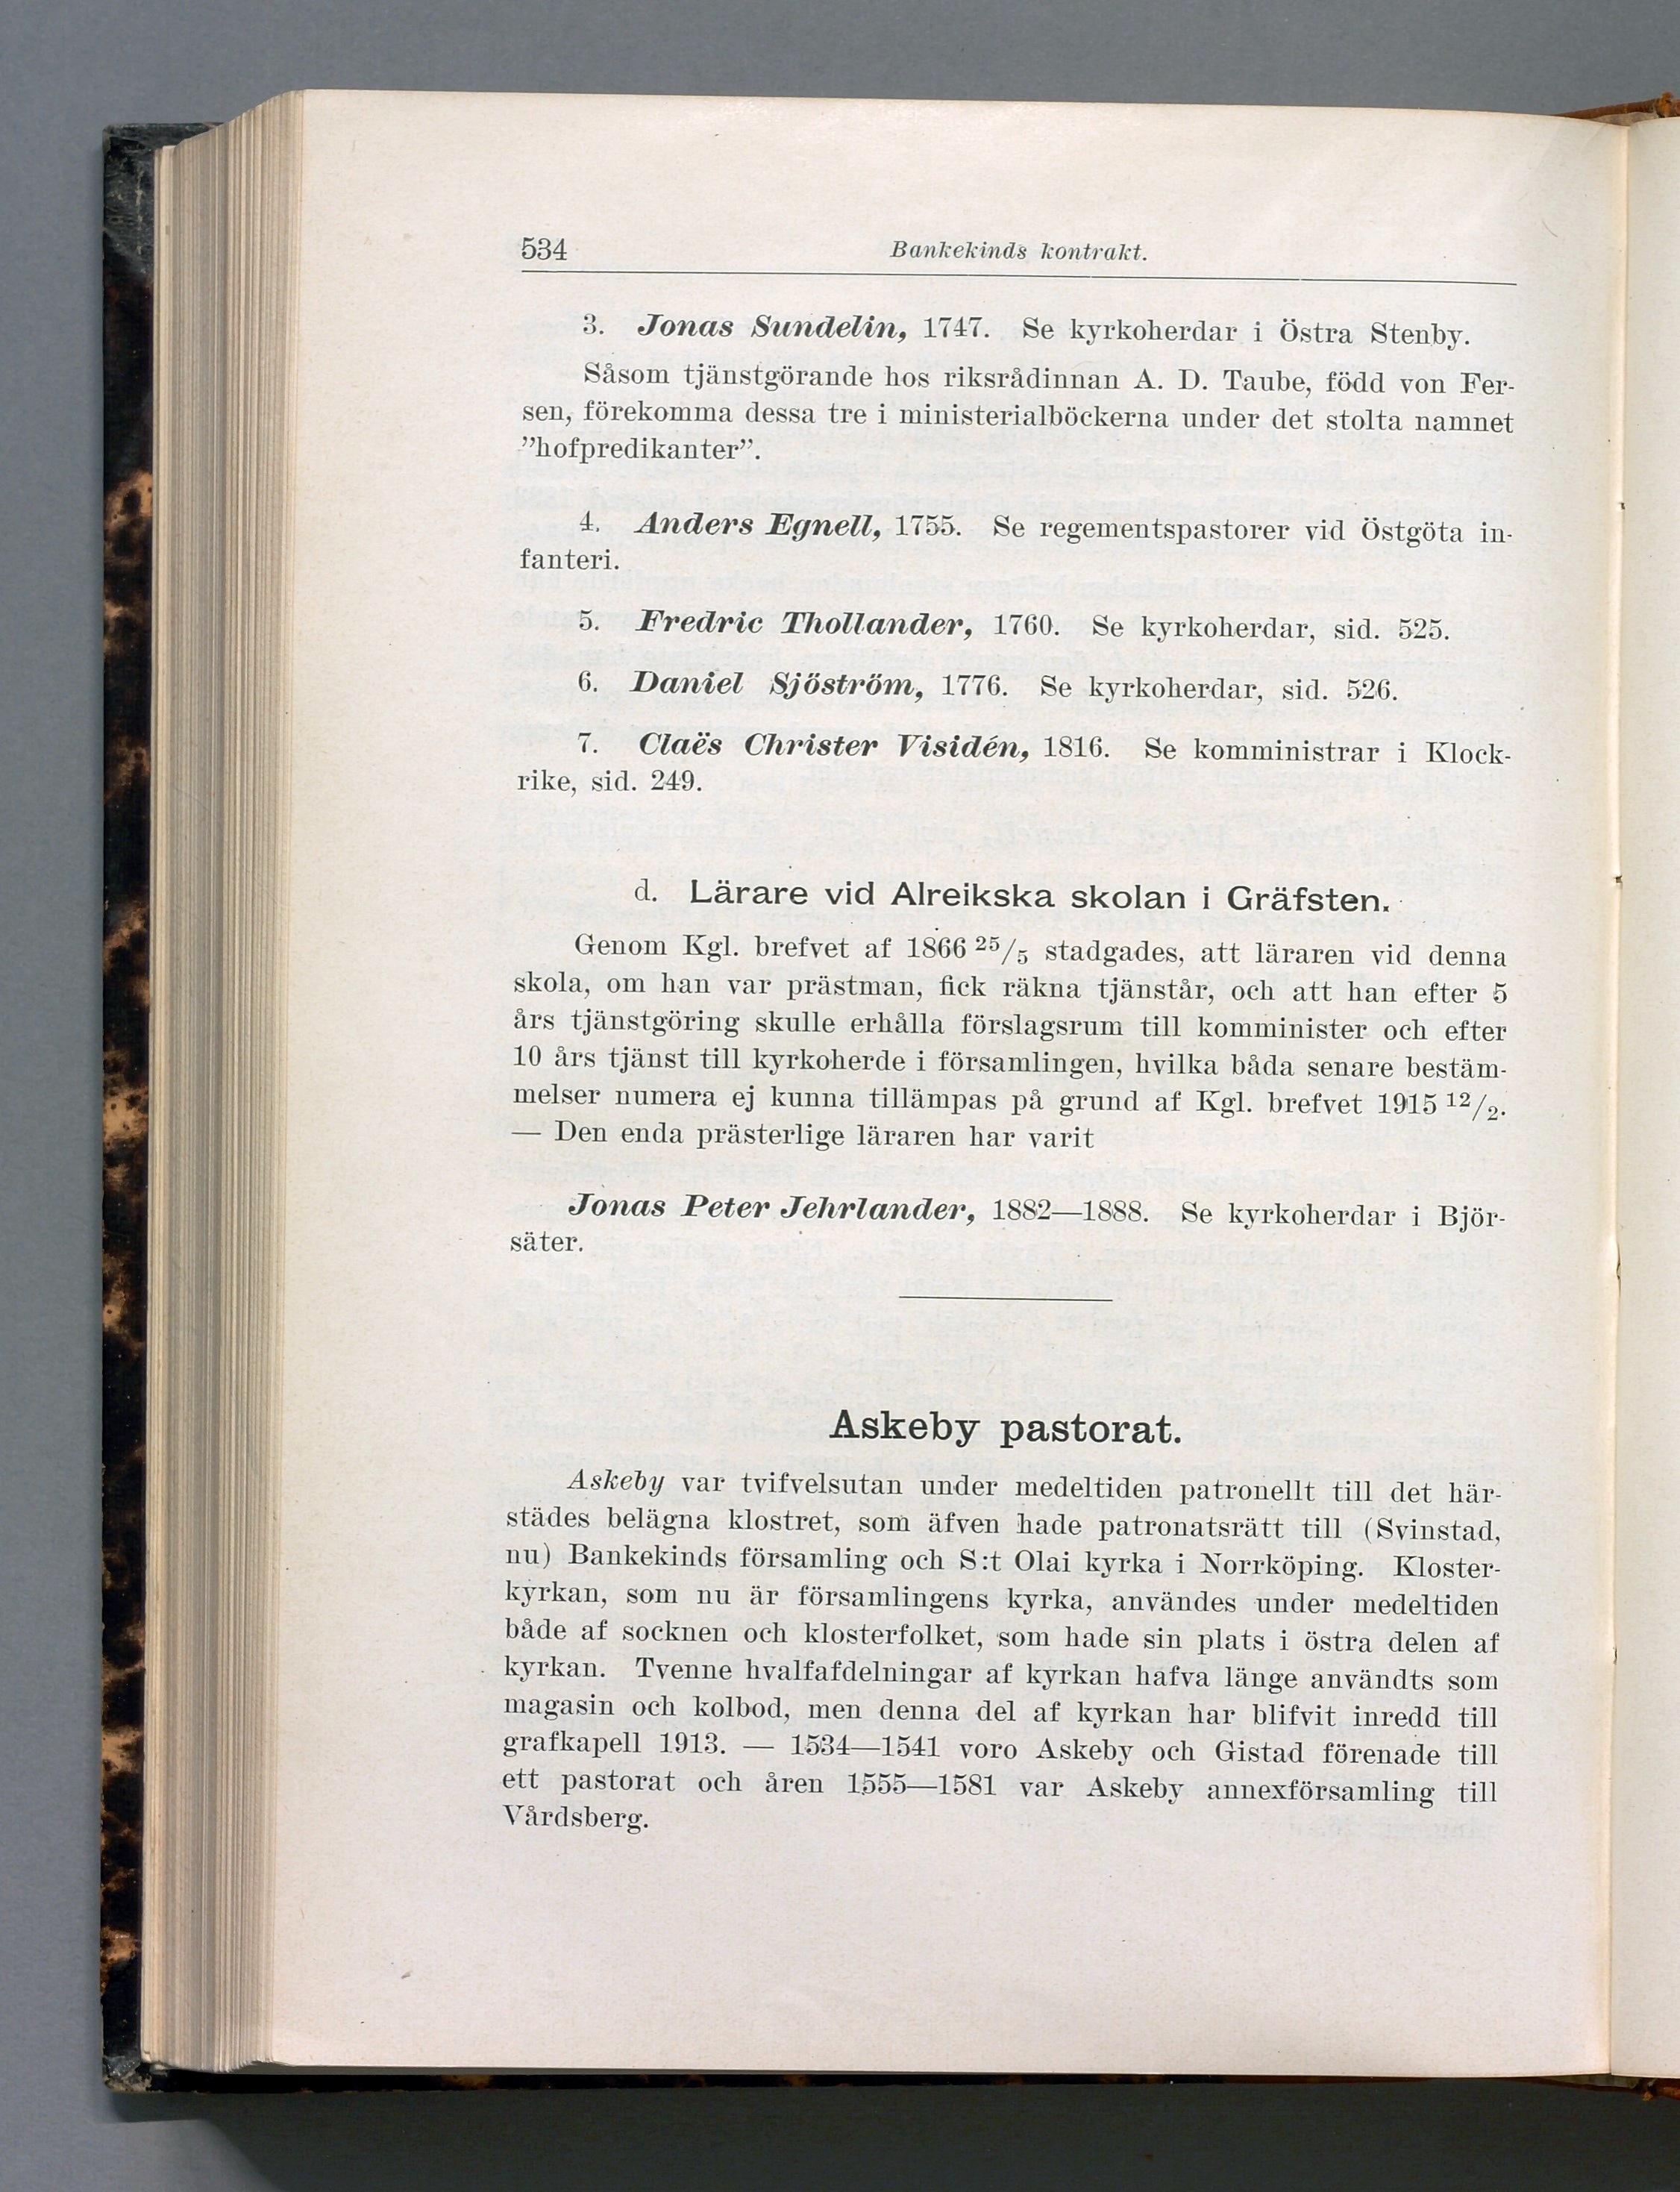 534 Bankekinds kontrakt.
3. Jonas Sundelin, 1747. Se kyrkoherdar i Östra Stenby.
Såsom tjänstgörande hos riksrådinnan A. D. Taube, född von Fer-
sen, förekomma dessa tre i ministerialböckerna under det stolta namnet
”hofpredikanter”.
4. Anders Egnell, 1755. Se regementspastorer vid Östgöta in-
fanteri.
5. Fredric Thollander, 1760. Se kyrkoherdar, sid. 525.
6. Daniel Sjöström, 1776. Se kyrkoherdar, sid. 526.
7. Claës Christer Visidén, 1816. Se komministrar i Klock-
rike, sid. 249.
d. Lärare vid Alreikska skolan i Gräfsten.
Genom Kgl. brefvet af 1866 25/5 stadgades, att läraren vid denna
skola, om han var prästman, fick räkna tjänstår, och att han efter 5
års tjänstgöring skulle erhålla förslagsrum till komminister och efter
10 års tjänst till kyrkoherde i församlingen, hvilka båda senare bestäm-
melser numera ej kunna tillämpas på grund af Kgl. brefvet 1915 12/2.
— Den enda prästerlige läraren har varit
Jonas Peter Jehrlander, 1882—1888. Se kyrkoherdar i Björ-
säter.
Askeby pastorat.
Askeby var tvifvelsutan under medeltiden patronellt till det här-
städes belägna klostret, som äfven hade patronatsrätt till (Svinstad,
nu) Bankekinds församling och S:t Olai kyrka i Norrköping. Kloster-
kyrkan, som nu är församlingens kyrka, användes under medeltiden
både af socknen och klosterfolket, som hade sin plats i östra delen af
kyrkan. Tvenne hvalfafdelningar af kyrkan hafva länge användts som
magasin och kolbod, men denna del af kyrkan har blifvit inredd till
grafkapell 1913. — 1534—1541 voro Askeby och Gistad förenade till
ett pastorat och åren 1555—1581 var Askeby annexförsamling till
Vårdsberg.